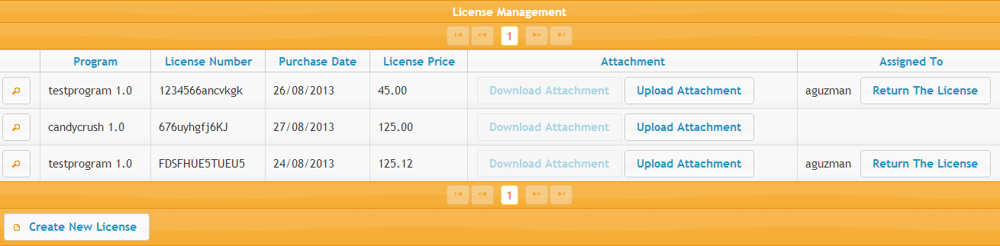 License Management
1
Program License Number Purchase Date License Price Attachment Assigned To
testprogram 1.0 1234566ancvkgk 26/08/2013 45.00 Download Attachment Upload Attachment aguzman Return The License
candycrush 1.0 676uyhgfj6KJ 27/08/2013 125.00 Download Attachment Upload Attachment
testprogram 1.0 FDSFHUE5TUEU5 24/08/2013 125.12 Download Attachment Upload Attachment aguzman Return The License
1
Create New License